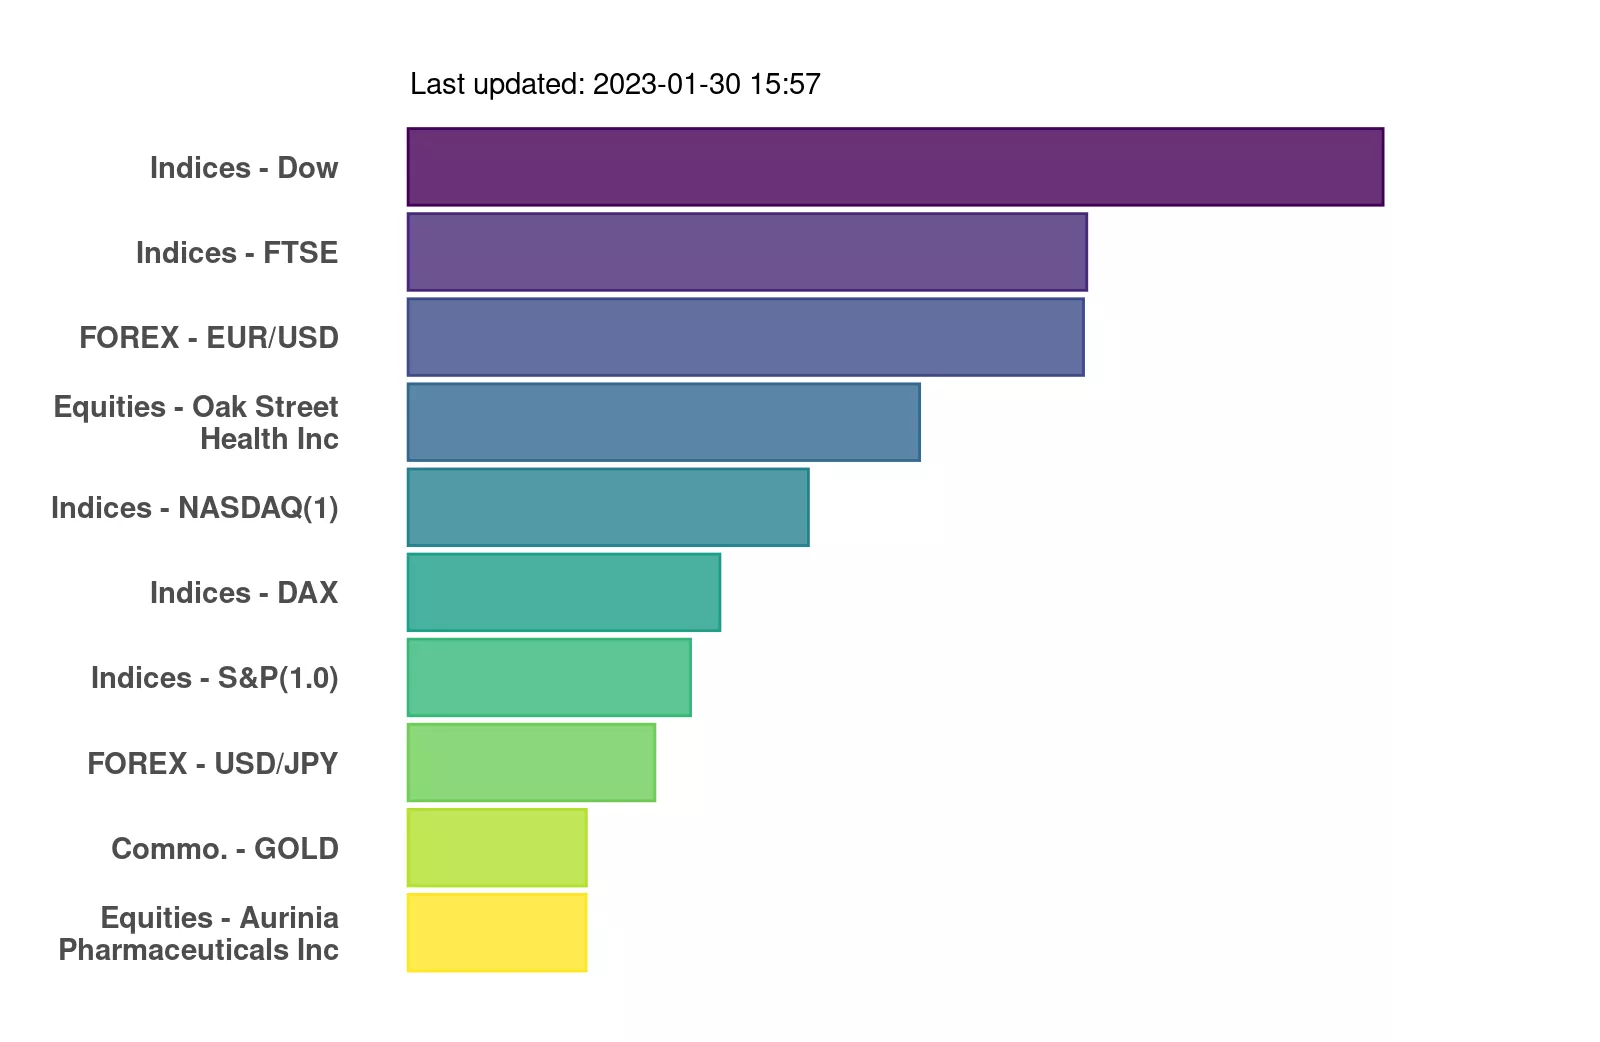 Last updated: 2023-01-30 15:57
Indices - Dow
Indices - FTSE
FOREX - EUR/USD
Equities - Oak Street
Health Inc
Indices - NASDAQ(1)
Indices - DAX
Indices - S&P(1.0)
FOREX - USD/JPY
Commo. - GOLD
Equities - Aurinia
Pharmaceuticals Inc